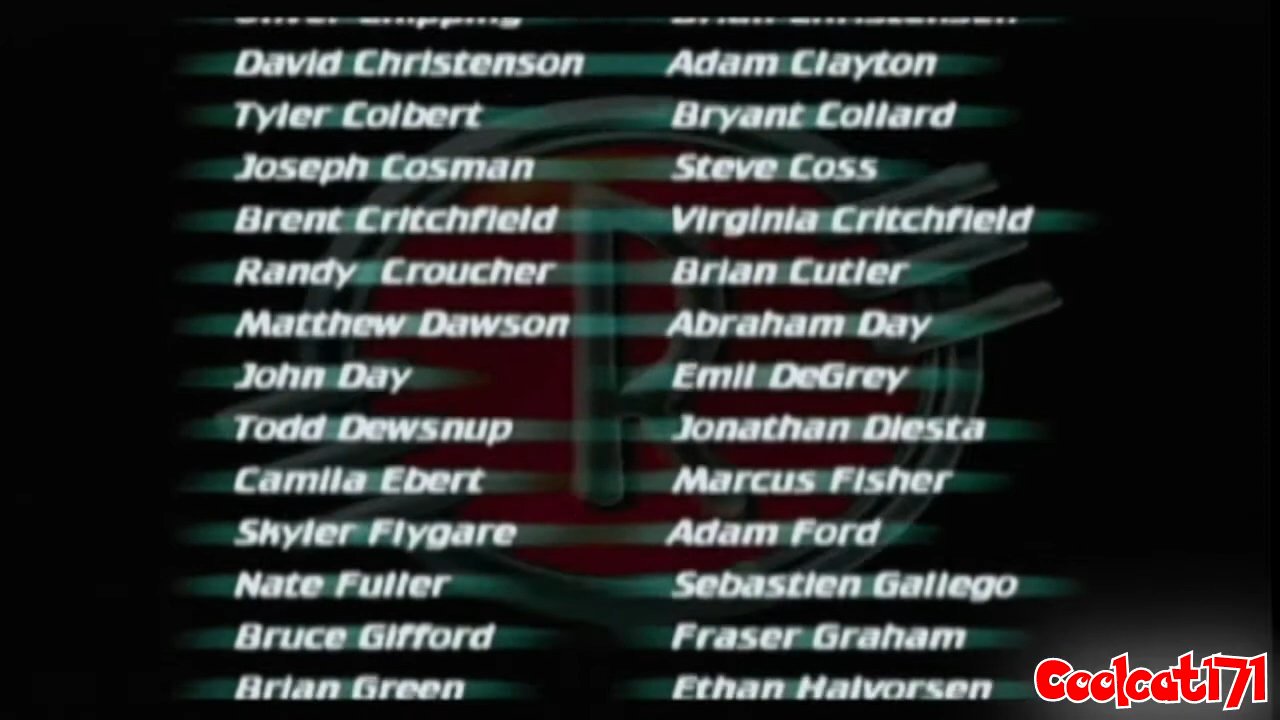 David Christenson Adam Clayton
Tyler Colbert Bryant Collard
Joseph Cosman Steve Coss
Brent Critchfield Virginia Critchfield
Randy Croucher Brian Cutler
Matthew Dawson Abraham Day
John Day Emil DeGrey
Todd Dewsnup Jonathan Diesta
Camila Ebert Marcus Fisher
Skyler Flygare Adam Ford
Nate Fuller Sebastien Gallego
Bruce Gifford Fraser Graham
Brian Green Ethan Halvorsen
Coolcat171